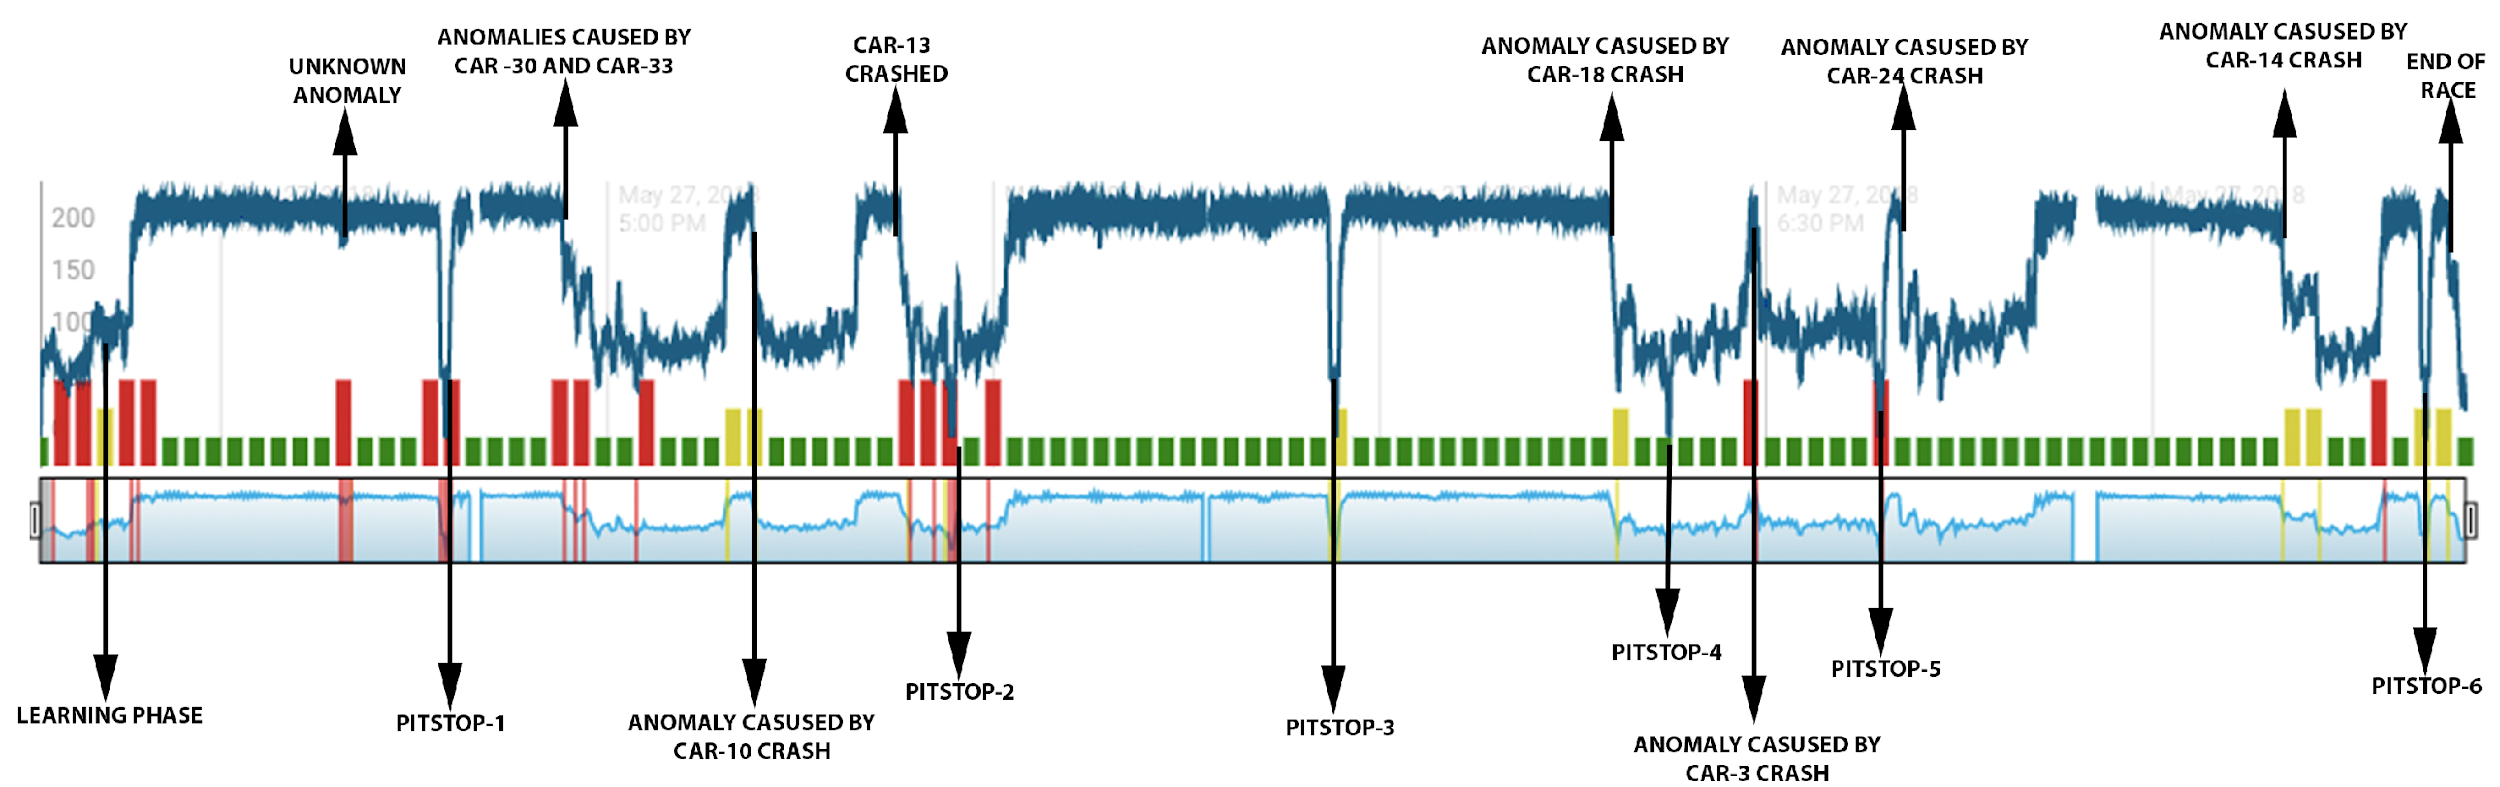 ANOMALIES CAUSED BY
CAR -30 AND CAR-33
UNKNOWN
ANOMALY
CAR-13
CRASHED
ANOMALY CASUSED BY
CAR-18 CRASH
ANOMALY CASUSED BY
CAR-24 CRASH
ANOMALY CASUSED BY
CAR-14 CRASH
END OF
RACE
200
150
100
May 27, 2018
5:00 PM
May 27, 2018
6:30 PM
May 27, 2018
LEARNING PHASE
PITSTOP-1
ANOMALY CASUSED BY
CAR-10 CRASH
PITSTOP-2
PITSTOP-3
PITSTOP-4
ANOMALY CASUSED BY
CAR-3 CRASH
PITSTOP-5
PITSTOP-6